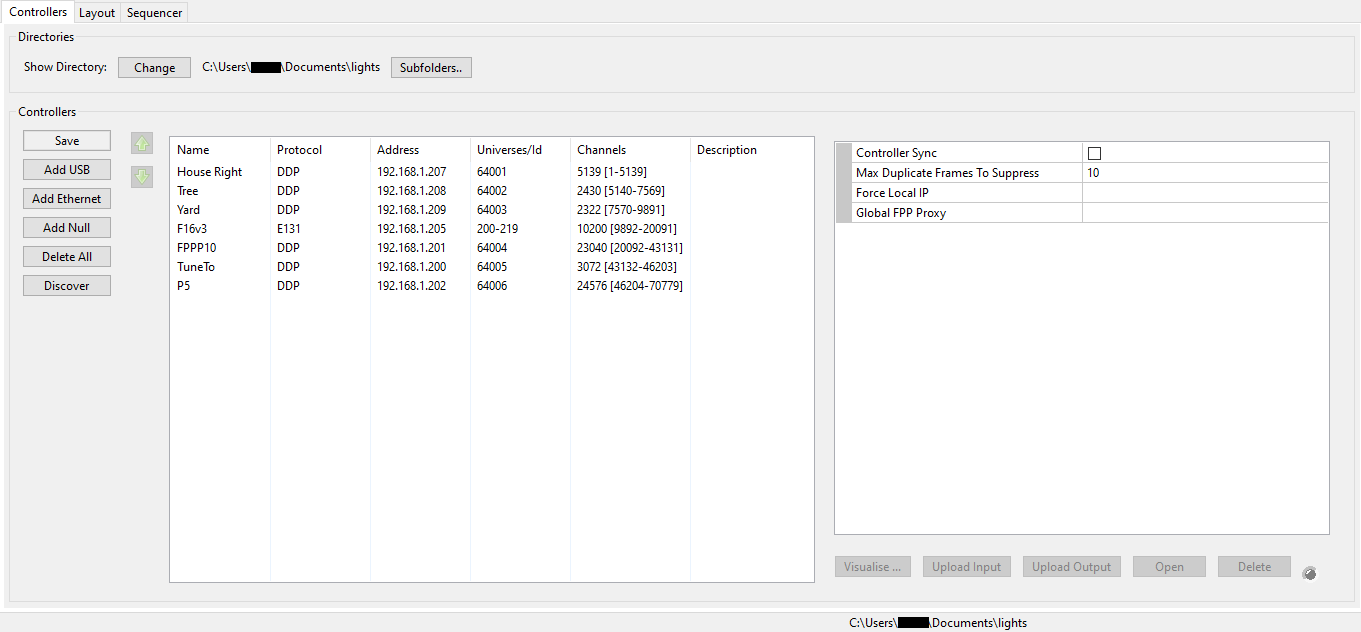 Controllers Layout Sequencer
Directories
Show Directory: Change C:\Users\ \Documents\lights Subfolders..
Controllers
Save
Add USB
Add Ethernet
Add Null
Delete All
Discover
Name Protocol Address Universes/Id Channels Description
House Right DDP 192.168.1.207 64001 5139 [1-5139]
Tree DDP 192.168.1.208 64002 2430 [5140-7569]
Yard DDP 192.168.1.209 64003 2322 [7570-9891]
F16v3 E131 192.168.1.205 200-219 10200 [9892-20091]
FPPP10 DDP 192.168.1.201 64004 23040 [20092-43131]
TuneTo DDP 192.168.1.200 64005 3072 [43132-46203]
P5 DDP 192.168.1.202 64006 24576 [46204-70779]
Controller Sync
Max Duplicate Frames To Suppress 10
Force Local IP
Global FPP Proxy
Visualise ... Upload Input Upload Output Open Delete
C:\Users\ \Documents\lights